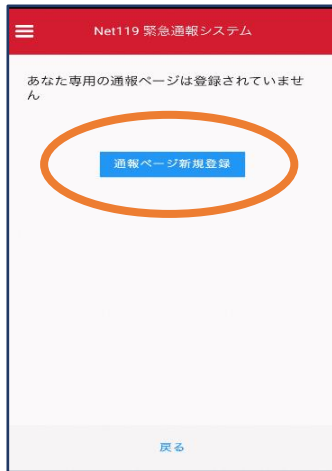 Net119 緊急通報システム
あなた専用の通報ページは登録されていませ
ん
通報ページ新規登録
戻る